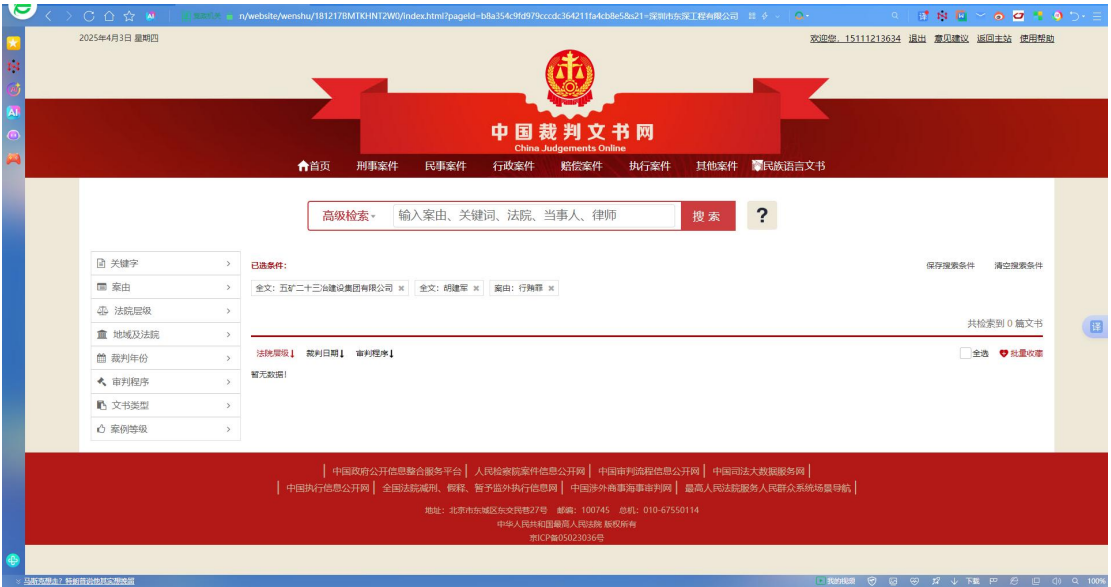 n/website/wenshu/181217BMTKHNT2W0/index.html?pageId=b8a354c9fd979cccdc364211fa4cb8e5&s21=深圳市东深工程有限公司
2025年4月3日 星期四
欢迎您，15111213634 退出 意见建议 返回主站 使用帮助
中国裁判文书网
China Judgements Online
首页 刑事案件 民事案件 行政案件 赔偿案件 执行案件 其他案件 民族语言文书
高级检索 输入案由、关键词、法院、当事人、律师 搜索 ?
关键字
案由
法院层级
地域及法院
裁判年份
审判程序
文书类型
案例等级
已选条件：
保存搜索条件 清空搜索条件
全文：五矿二十三冶建设集团有限公司 × 全文：胡建军 × 案由：行贿罪 ×
共检索到 0 篇文书
法院层级 裁判日期 审判程序
全选 批量收藏
暂无数据!
译
中国政府公开信息整合服务平台 | 人民检察院案件信息公开网 | 中国审判流程信息公开网 | 中国司法大数据服务网 |
中国执行信息公开网 | 全国法院减刑、假释、暂予监外执行信息网 | 中国涉外商事海事审判网 | 最高人民法院服务人民群众系统场景导航 |
地址：北京市东城区东交民巷27号 邮编：100745 总机：010-67550114
中华人民共和国最高人民法院 版权所有
京ICP备05023036号
我的视频 下载 100%